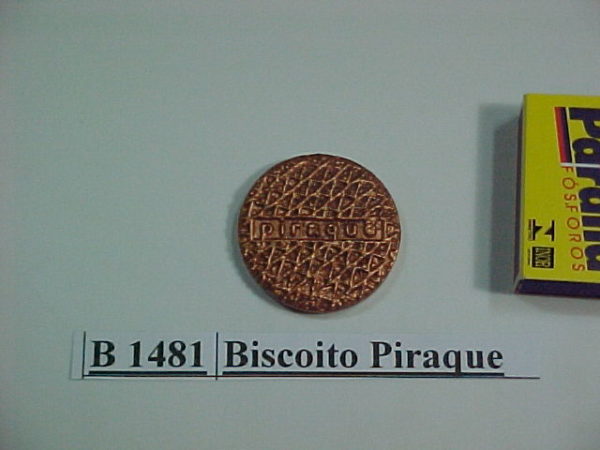 Piraquê
B 1481 Biscoito Piraque
Paraná
FÓSFOROS